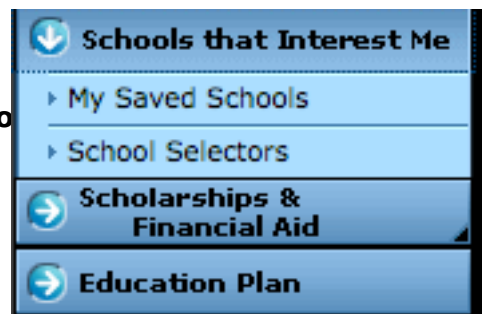 Schools that Interest Me
My Saved Schools
o
School Selectors
Scholarships &
Financial Aid
Education Plan